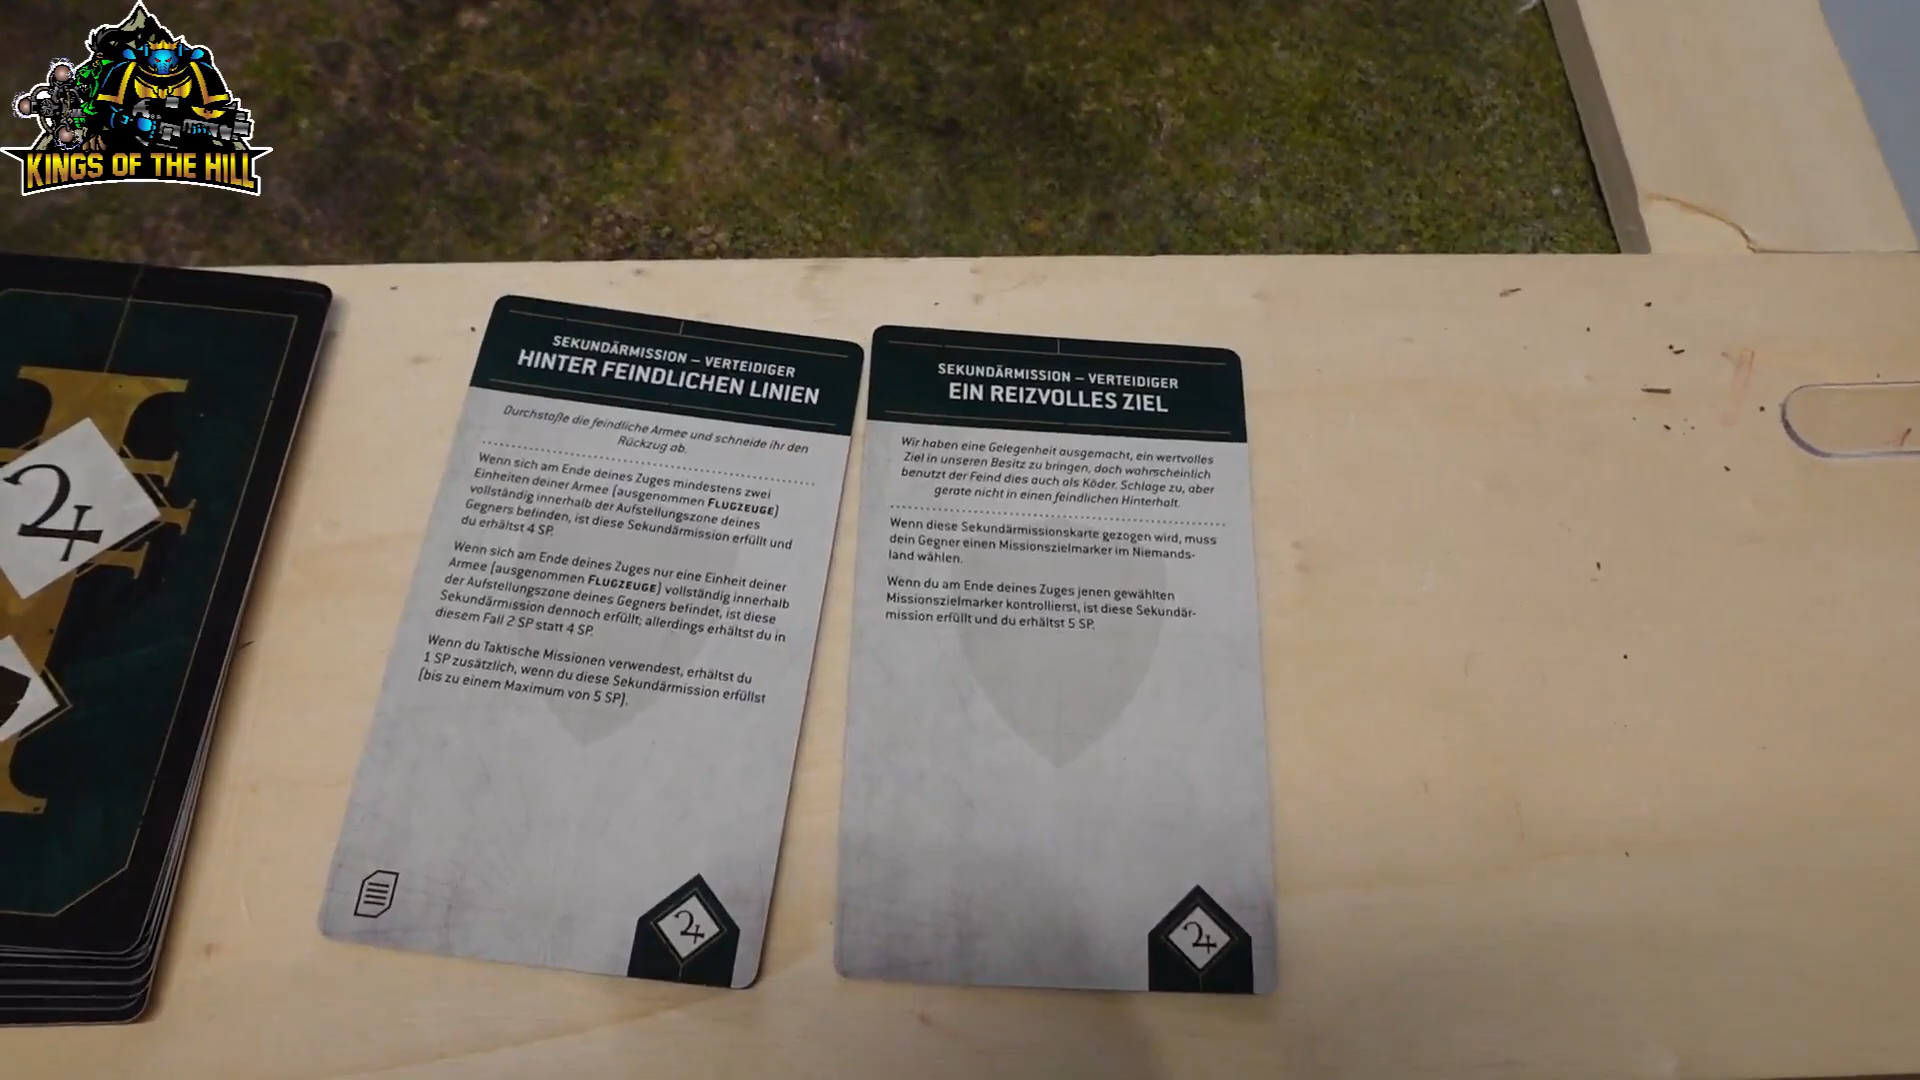 KINGS OF THE HILL
SEKUNDÄRMISSION – VERTEIDIGER
HINTER FEINDLICHEN LINIEN
Durchstoße die feindliche Armee und schneide ihr den
Rückzug ab.
Wenn sich am Ende deines Zuges mindestens zwei
Einheiten deiner Armee (ausgenommen FLUGZEUGE)
vollständig innerhalb der Aufstellungszone deines
Gegners befinden, ist diese Sekundärmission erfüllt und
du erhältst 4 SP.
Wenn sich am Ende deines Zuges nur eine Einheit deiner
Armee (ausgenommen FLUGZEUGE) vollständig innerhalb
der Aufstellungszone deines Gegners befindet, ist diese
Sekundärmission dennoch erfüllt; allerdings erhältst du in
diesem Fall 2 SP statt 4 SP.
Wenn du Taktische Missionen verwendest, erhältst du
1 SP zusätzlich, wenn du diese Sekundärmission erfüllst
(bis zu einem Maximum von 5 SP).
SEKUNDÄRMISSION – VERTEIDIGER
EIN REIZVOLLES ZIEL
Wir haben eine Gelegenheit ausgemacht, ein wertvolles
Ziel in unseren Besitz zu bringen, doch wahrscheinlich
benutzt der Feind dies auch als Köder. Schlage zu, aber
gerate nicht in einen feindlichen Hinterhalt.
Wenn diese Sekundärmissionskarte gezogen wird, muss
dein Gegner einen Missionszielmarker im Niemands-
land wählen.
Wenn du am Ende deines Zuges jenen gewählten
Missionszielmarker kontrollierst, ist diese Sekundär-
mission erfüllt und du erhältst 5 SP.